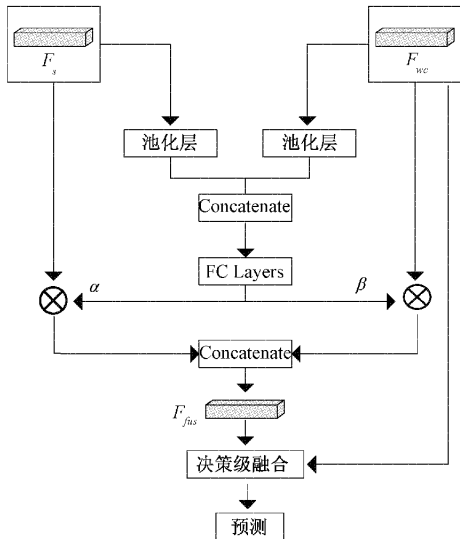 F_s
F_wc
池化层
池化层
Concatenate
FC Layers
α
β
Concatenate
F_fus
决策级融合
预测